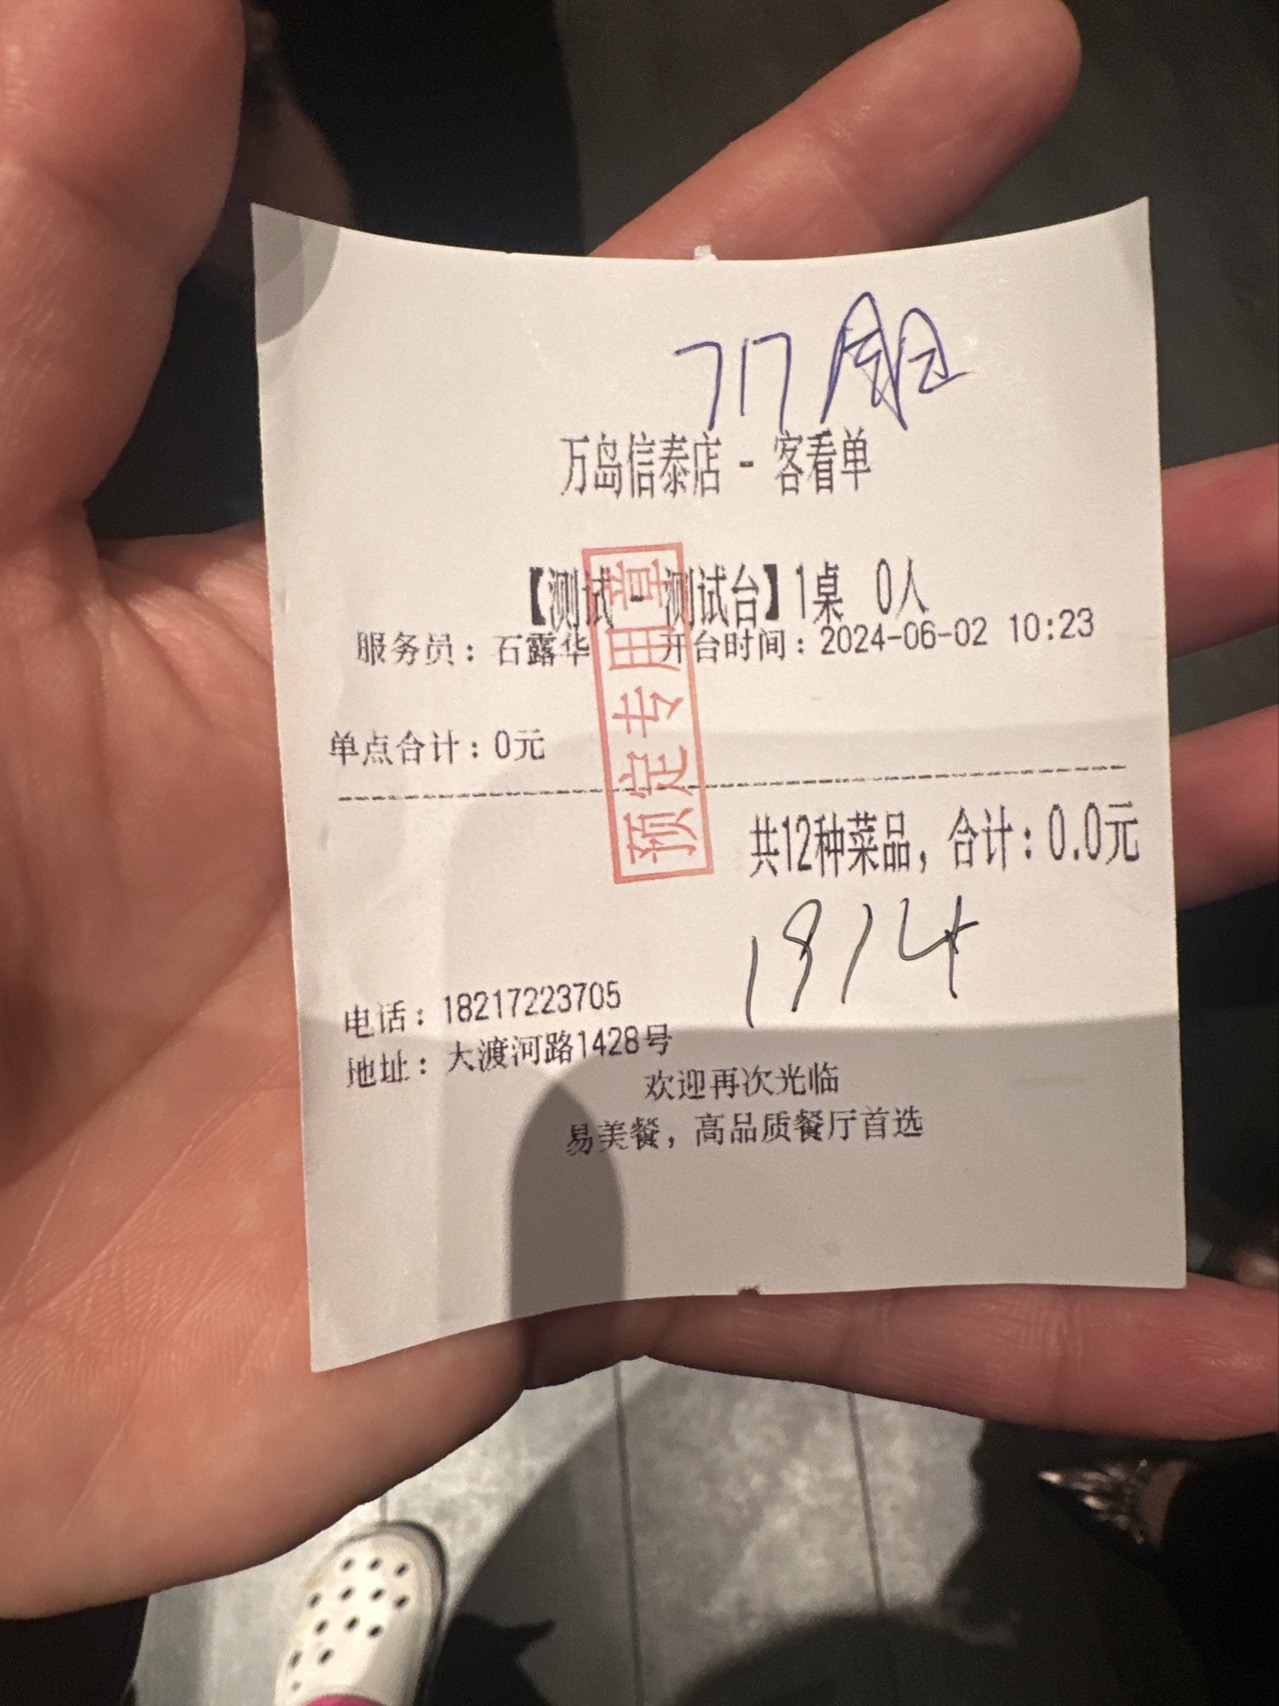 717
万岛信泰店 - 客看单
【测试 - 测试台】1桌 0人
服务员：石露华 开台时间：2024-06-02 10:23
预定专用章
单点合计：0元
共12种菜品，合计：0.0元
1914
电话：18217223705
地址：大渡河路1428号
欢迎再次光临
易美餐，高品质餐厅首选